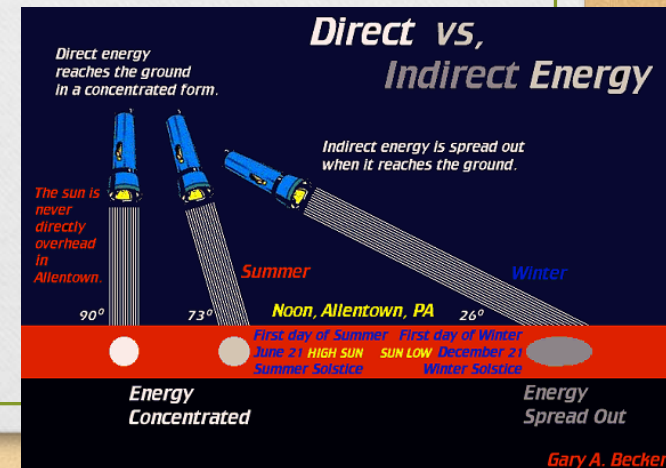 Direct vs,
Indirect Energy
Direct energy
reaches the ground
in a concentrated form.
Indirect energy is spread out
when it reaches the ground.
The sun is
never
directly
overhead
in
Allentown.
Summer
Winter
90º
73º
Noon, Allentown, PA
26º
First day of Summer First day of Winter
June 21 HIGH SUN SUN LOW December 21
Summer Solstice Winter Solstice
Energy
Concentrated
Energy
Spread Out
Gary A. Becker